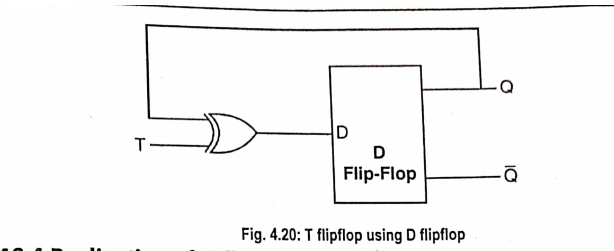 Q
T
D
D
Flip-Flop
Q̅
Fig. 4.20: T flipflop using D flipflop